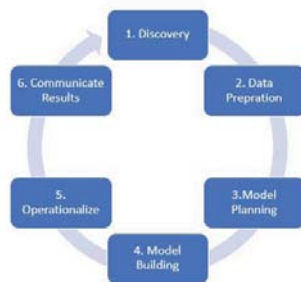 1. Discovery
2. Data
Prepration
3.Model
Planning
4. Model
Building
5.
Operationalize
6. Communicate
Results